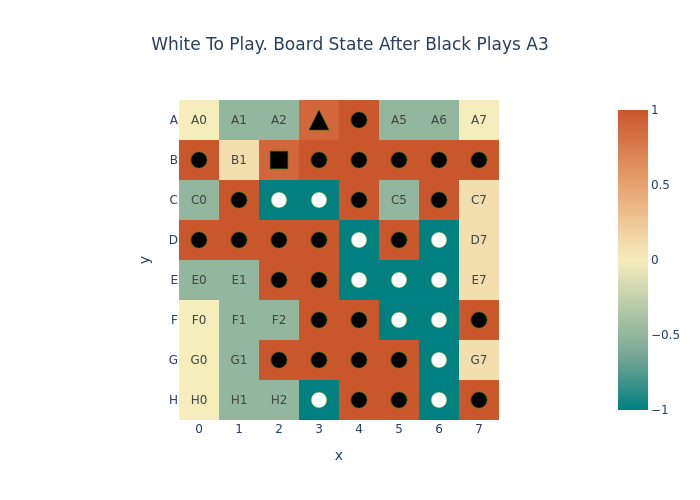 White To Play. Board State After Black Plays A3
A A0 A1 A2 A5 A6 A7
B B1
C C0 C5 C7
D D7
E E0 E1 E7
F F0 F1 F2
G G0 G1 G7
H H0 H1 H2
0 1 2 3 4 5 6 7
x
y
1
0.5
0
−0.5
−1